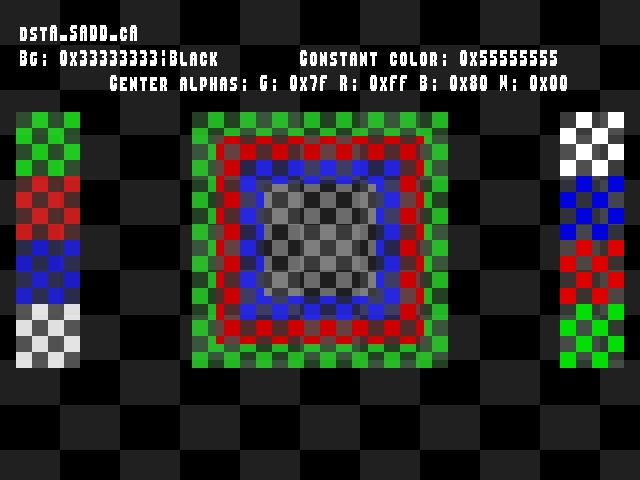 dstA_SADD_cA
Bg: 0x33333333;Black Constant color: 0x55555555
Center alphas: G: 0x7f R: 0xff B: 0x80 W: 0x00